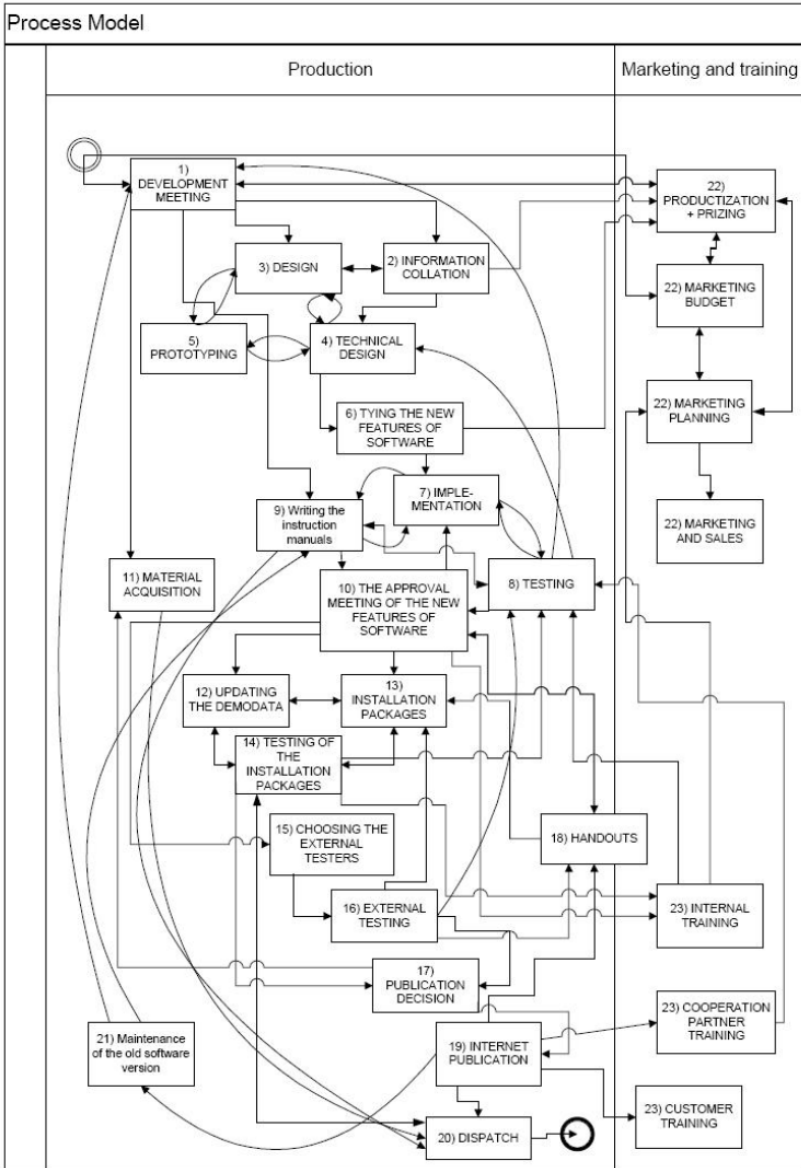 Process Model
Production
Marketing and training
1)
DEVELOPMENT
MEETING
22)
PRODUCTIZATION
+ PRIZING
3) DESIGN
2) INFORMATION
COLLATION
22) MARKETING
BUDGET
5)
PROTOTYPING
4) TECHNICAL
DESIGN
6) TYING THE NEW
FEATURES OF
SOFTWARE
22) MARKETING
PLANNING
7) IMPLE-
MENTATION
9) Writing the
instruction
manuals
22) MARKETING
AND SALES
11) MATERIAL
ACQUISITION
10) THE APPROVAL
MEETING OF THE NEW
FEATURES OF
SOFTWARE
8) TESTING
12) UPDATING
THE DEMODATA
13)
INSTALLATION
PACKAGES
14) TESTING OF
THE
INSTALLATION
PACKAGES
15) CHOOSING THE
EXTERNAL
TESTERS
18) HANDOUTS
16) EXTERNAL
TESTING
23) INTERNAL
TRAINING
17)
PUBLICATION
DECISION
21) Maintenance
of the old software
version
19) INTERNET
PUBLICATION
23) COOPERATION
PARTNER
TRAINING
20) DISPATCH
23) CUSTOMER
TRAINING